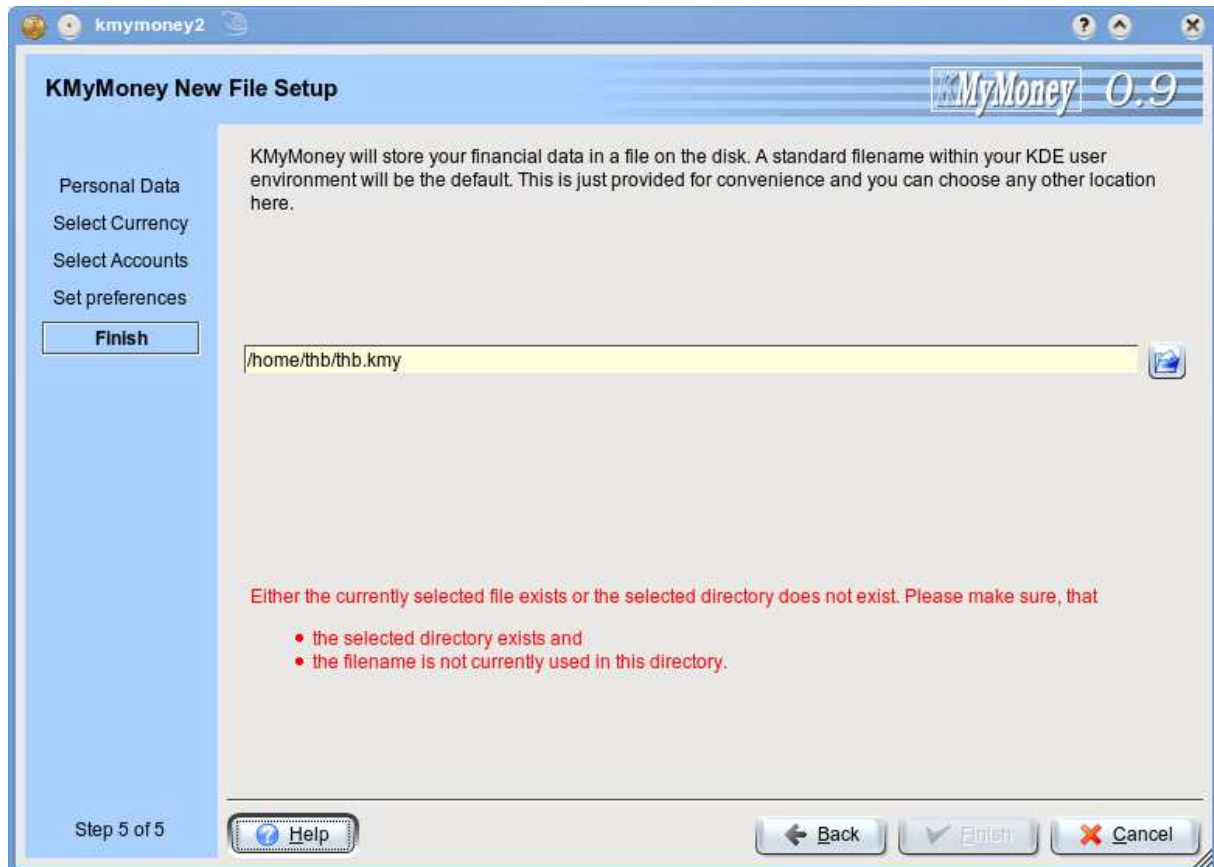 kmymoney2
KMyMoney New File Setup
KMyMoney 0.9
Personal Data
Select Currency
Select Accounts
Set preferences
Finish
KMyMoney will store your financial data in a file on the disk. A standard filename within your KDE user
environment will be the default. This is just provided for convenience and you can choose any other location
here.
/home/thb/thb.kmy
Either the currently selected file exists or the selected directory does not exist. Please make sure, that
• the selected directory exists and
• the filename is not currently used in this directory.
Step 5 of 5
Help
Back
Finish
Cancel